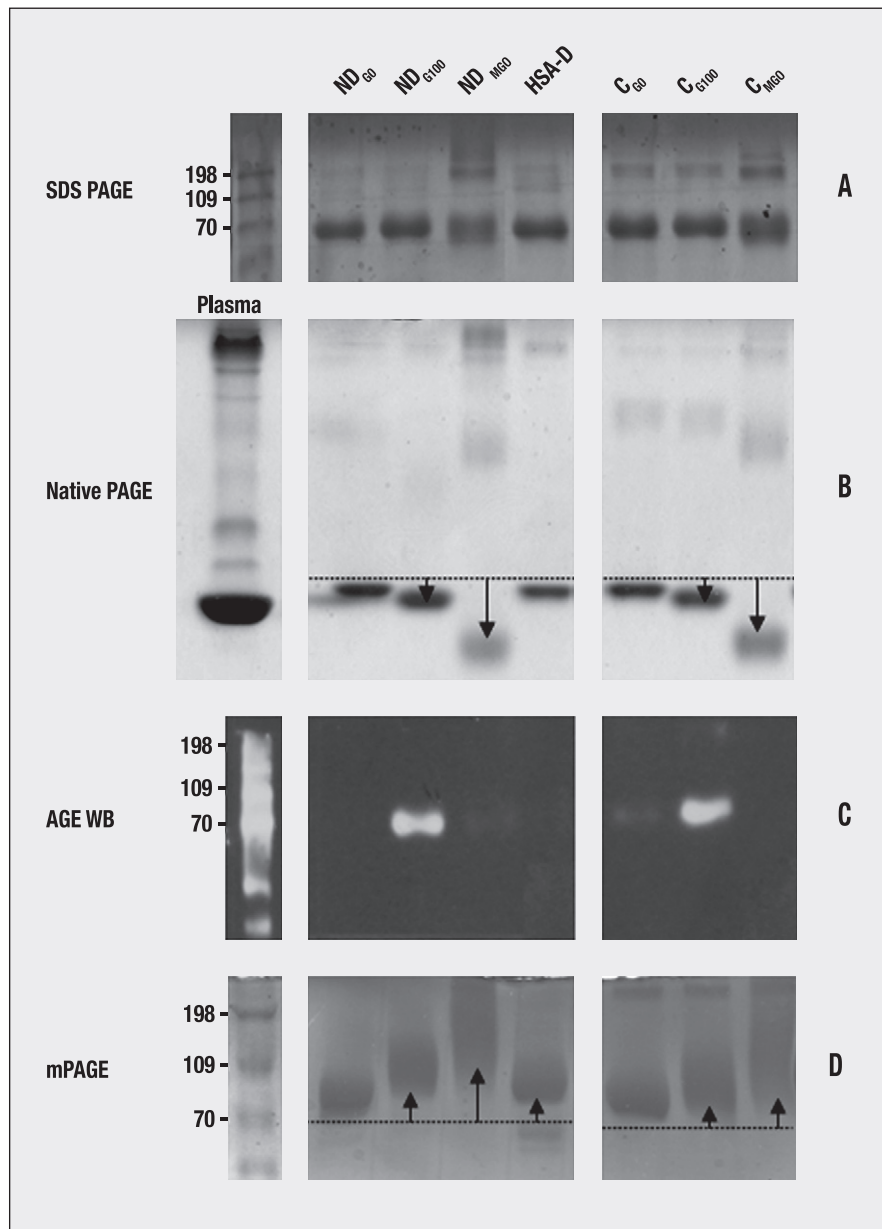 ND G0 ND G100 ND MGO HSA-D C G0 C G100 C MGO
SDS PAGE
198
109
70
A
Plasma
Native PAGE
B
AGE WB
198
109
70
C
mPAGE
198
109
70
D